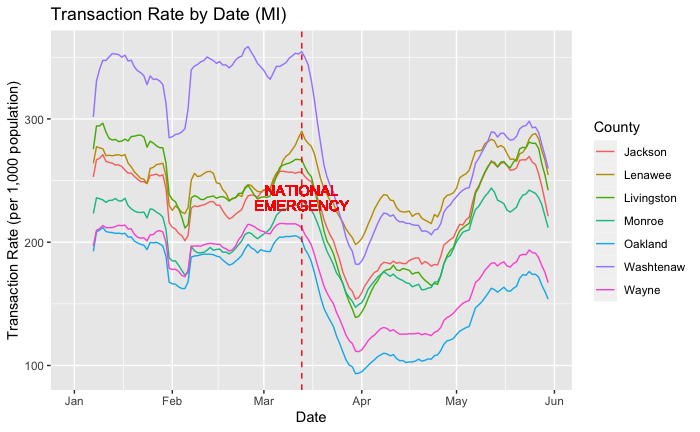 Transaction Rate by Date (MI)
Transaction Rate (per 1,000 population)
300
200
100
NATIONAL
EMERGENCY
Jan
Feb
Mar
Apr
May
Jun
Date
County
Jackson
Lenawee
Livingston
Monroe
Oakland
Washtenaw
Wayne